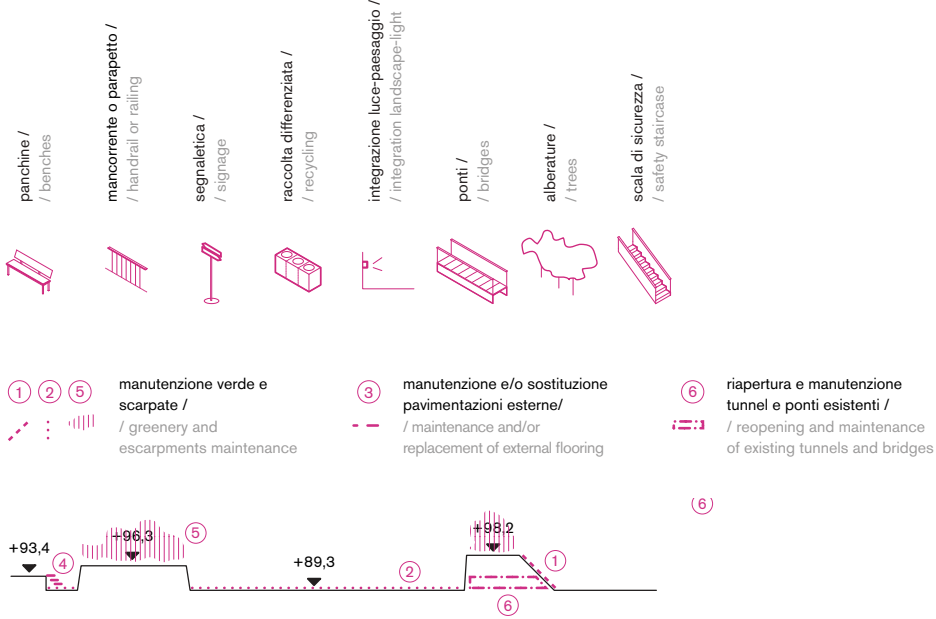 panchine /
/ benches
mancorrente o parapetto /
/ handrail or railing
segnaletica /
/ signage
raccolta differenziata /
/ recycling
integrazione luce-paesaggio /
/ integration landscape-light
ponti /
/ bridges
alberature /
/ trees
scala di sicurezza /
/ safety staircase
1 2 5
manutenzione verde e
scarpate /
/ greenery and
escarpments maintenance
3
manutenzione e/o sostituzione
pavimentazioni esterne/
/ maintenance and/or
replacement of external flooring
6
riapertura e manutenzione
tunnel e ponti esistenti /
/ reopening and maintenance
of existing tunnels and bridges
6
+93,4
4
+96,3
5
+89,3
2
+98,2
1
6